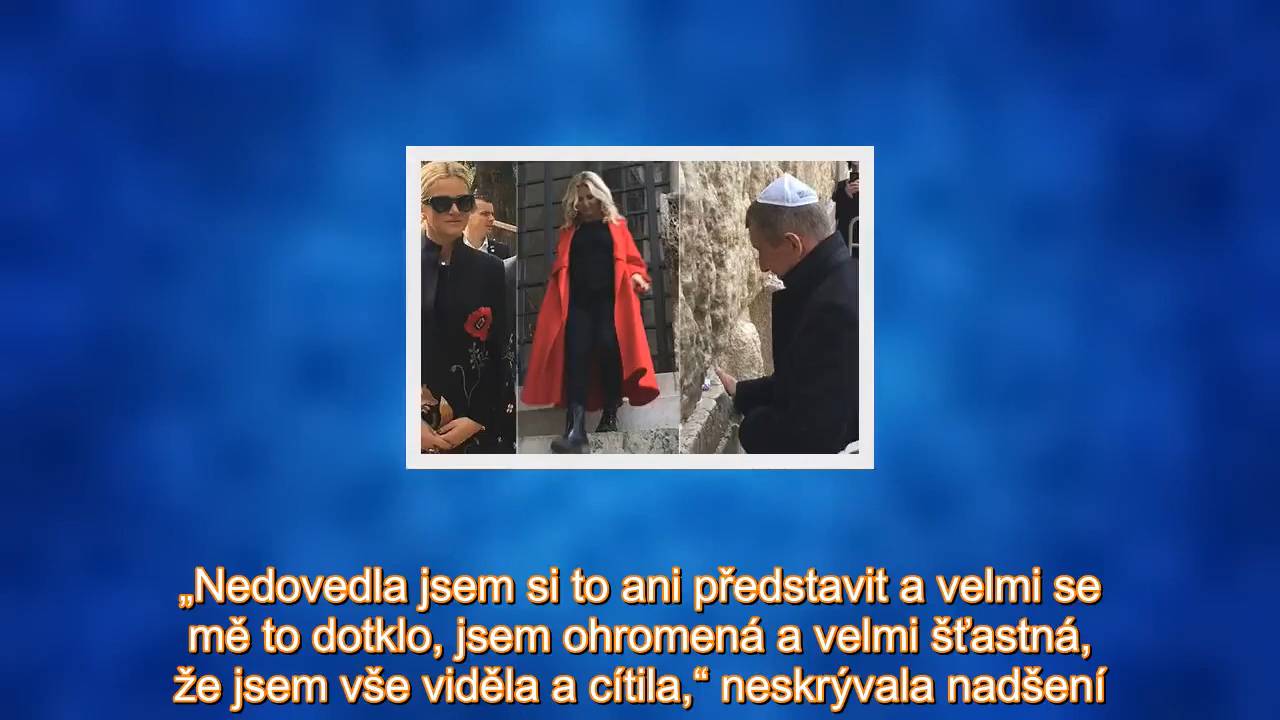 „Nedovedla jsem si to ani představit a velmi se
mě to dotklo, jsem ohromená a velmi šťastná,
že jsem vše viděla a cítila,“ neskrývala nadšení